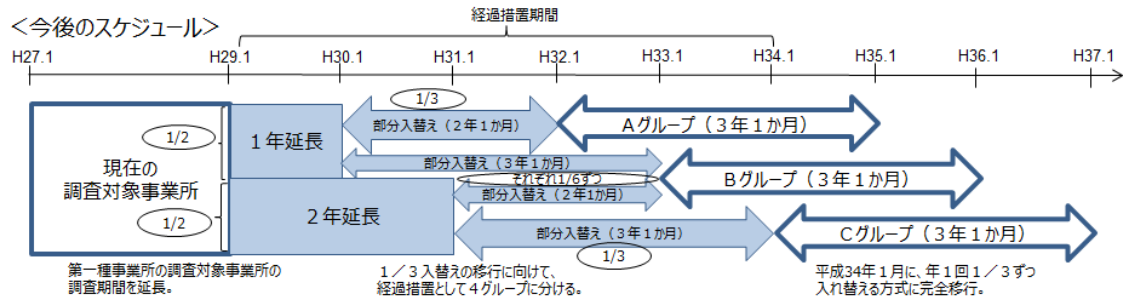 経過措置期間
＜今後のスケジュール＞
H27.1 H29.1 H30.1 H31.1 H32.1 H33.1 H34.1 H35.1 H36.1 H37.1
1/3
部分入替え（２年１か月）
Ａグループ（３年１か月）
1/2
１年延長
現在の
調査対象事業所
部分入替え（３年１か月）
それぞれ1/6ずつ
部分入替え（２年1か月）
Ｂグループ（３年１か月）
1/2
２年延長
部分入替え（３年１か月）
Ｃグループ（３年１か月）
1/3
第一種事業所の調査対象事業所の
調査期間を延長。
１／３入替えの移行に向けて、
経過措置として４グループに分ける。
平成34年１月に、年１回１／３ずつ
入れ替える方式に完全移行。